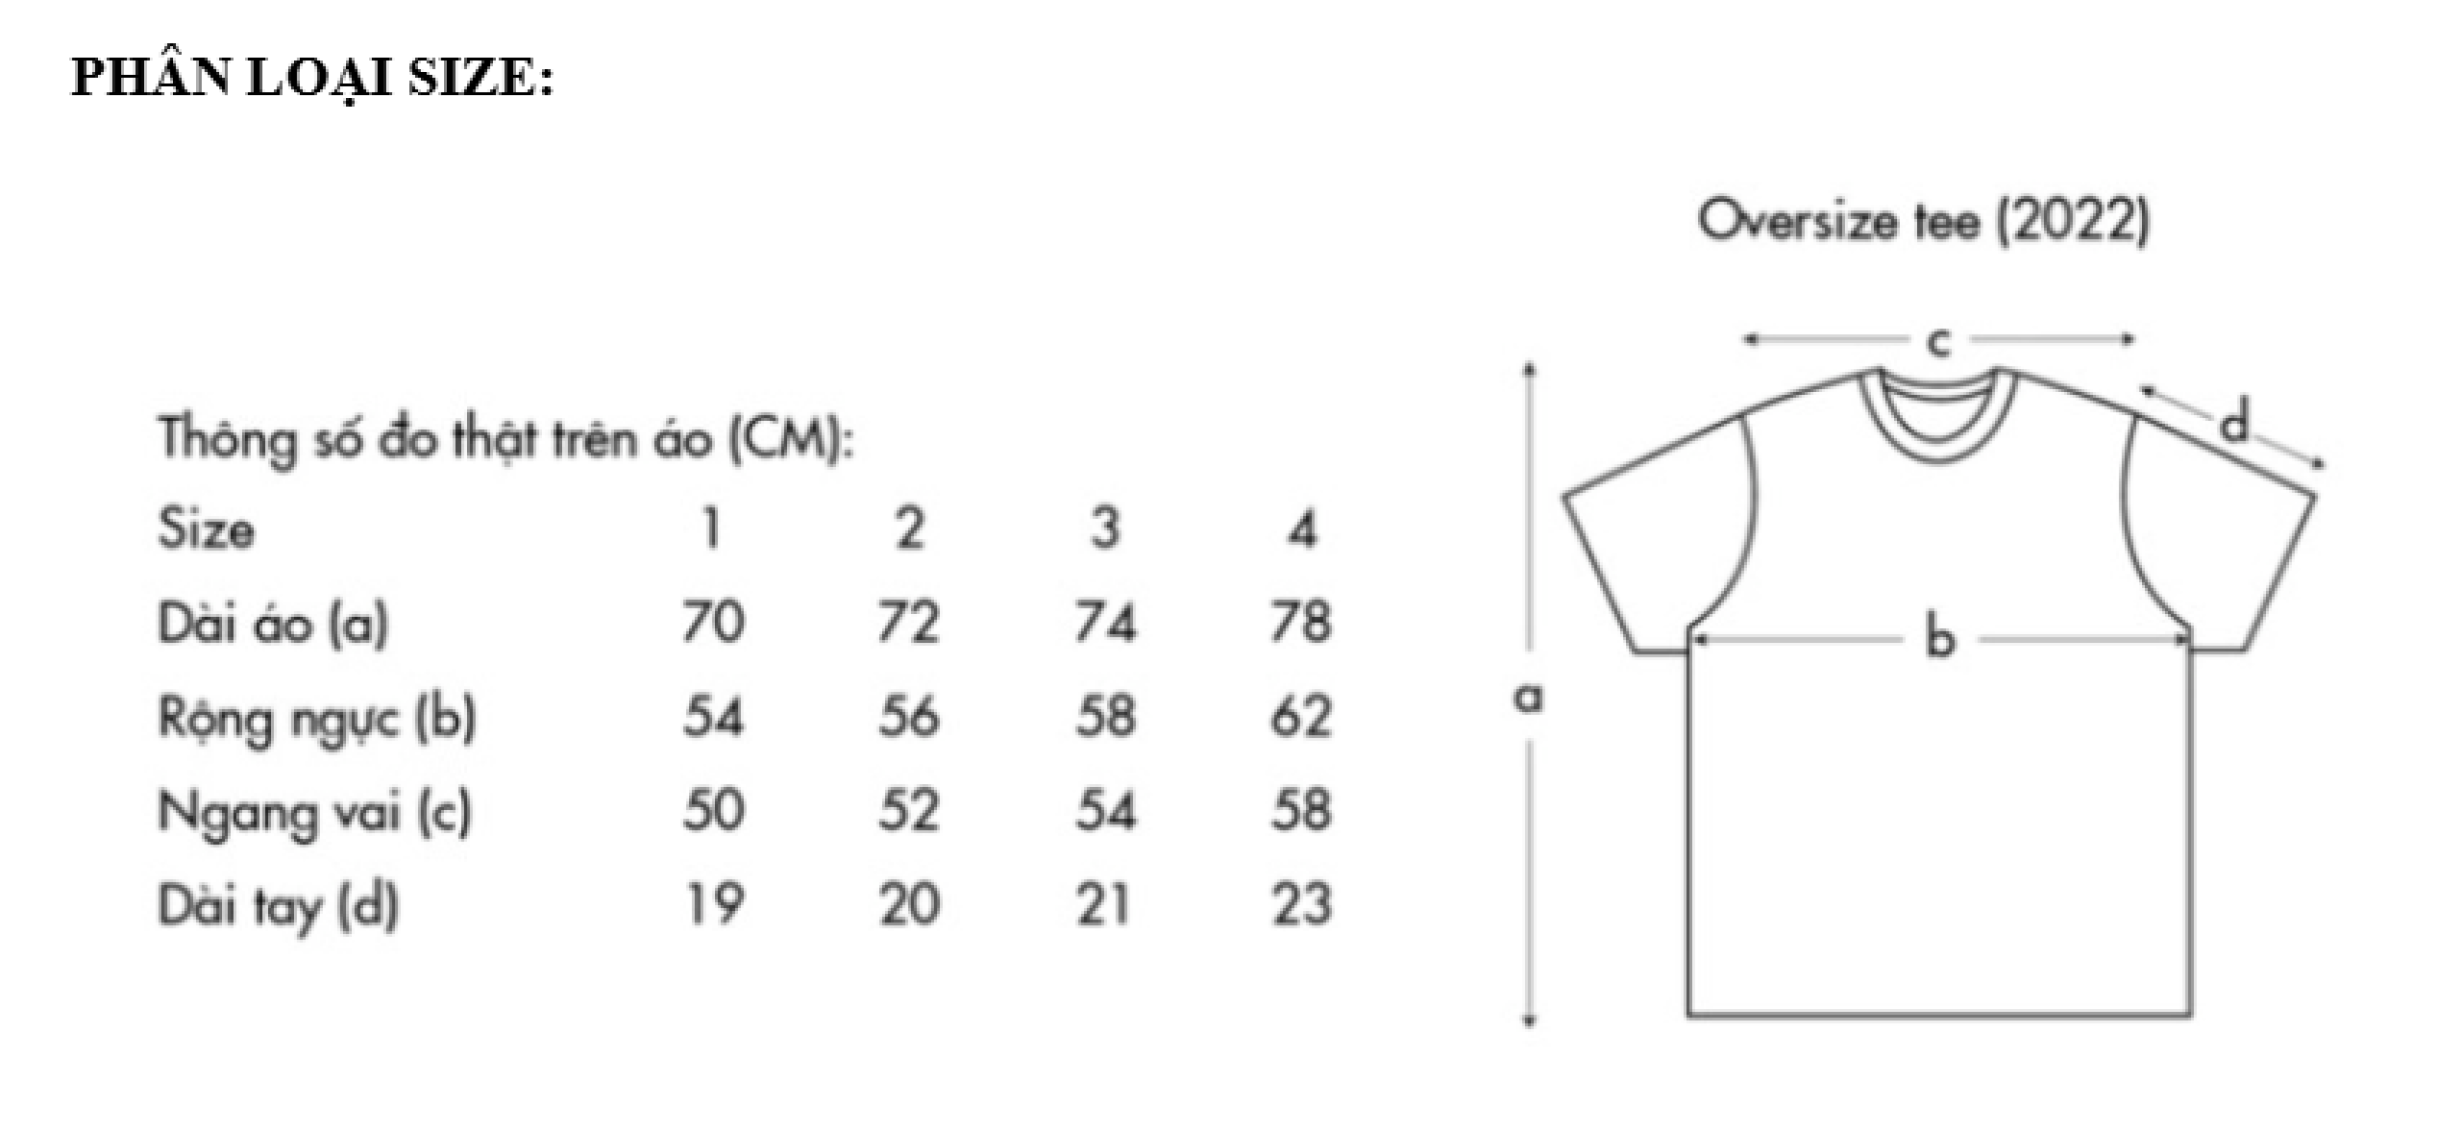 PHÂN LOẠI SIZE:
Oversize tee (2022)
c
d
b
a
Thông số đo thật trên áo (CM):
Size 1 2 3 4
Dài áo (a) 70 72 74 78
Rộng ngực (b) 54 56 58 62
Ngang vai (c) 50 52 54 58
Dài tay (d) 19 20 21 23